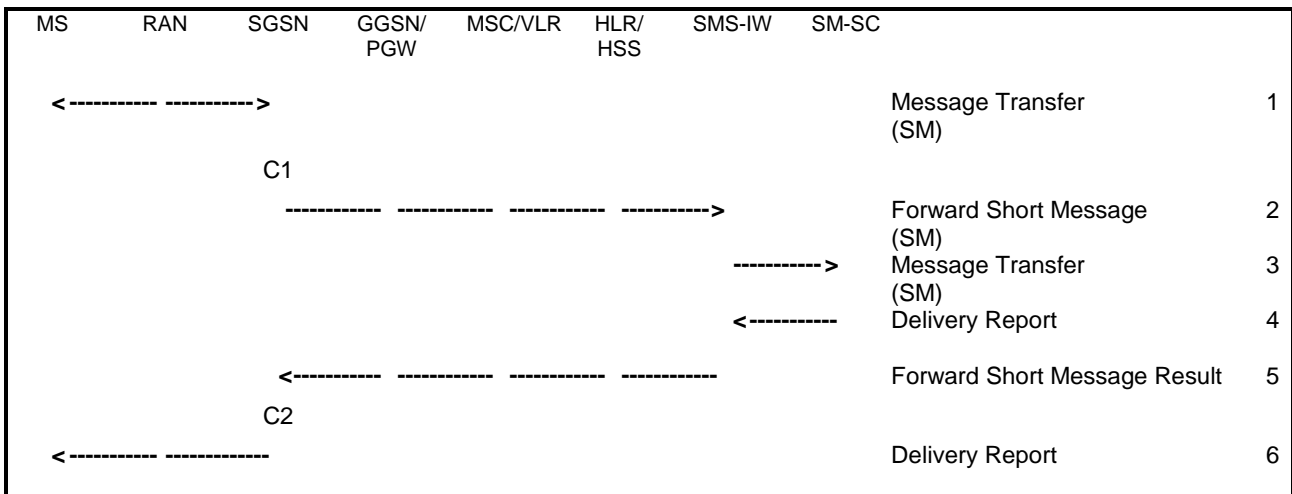 MS RAN SGSN GGSN/ MSC/VLR HLR/ SMS-IW SM-SC
PGW HSS
Message Transfer 1
(SM)
C1
Forward Short Message 2
(SM)
Message Transfer 3
(SM)
Delivery Report 4
Forward Short Message Result 5
C2
Delivery Report 6